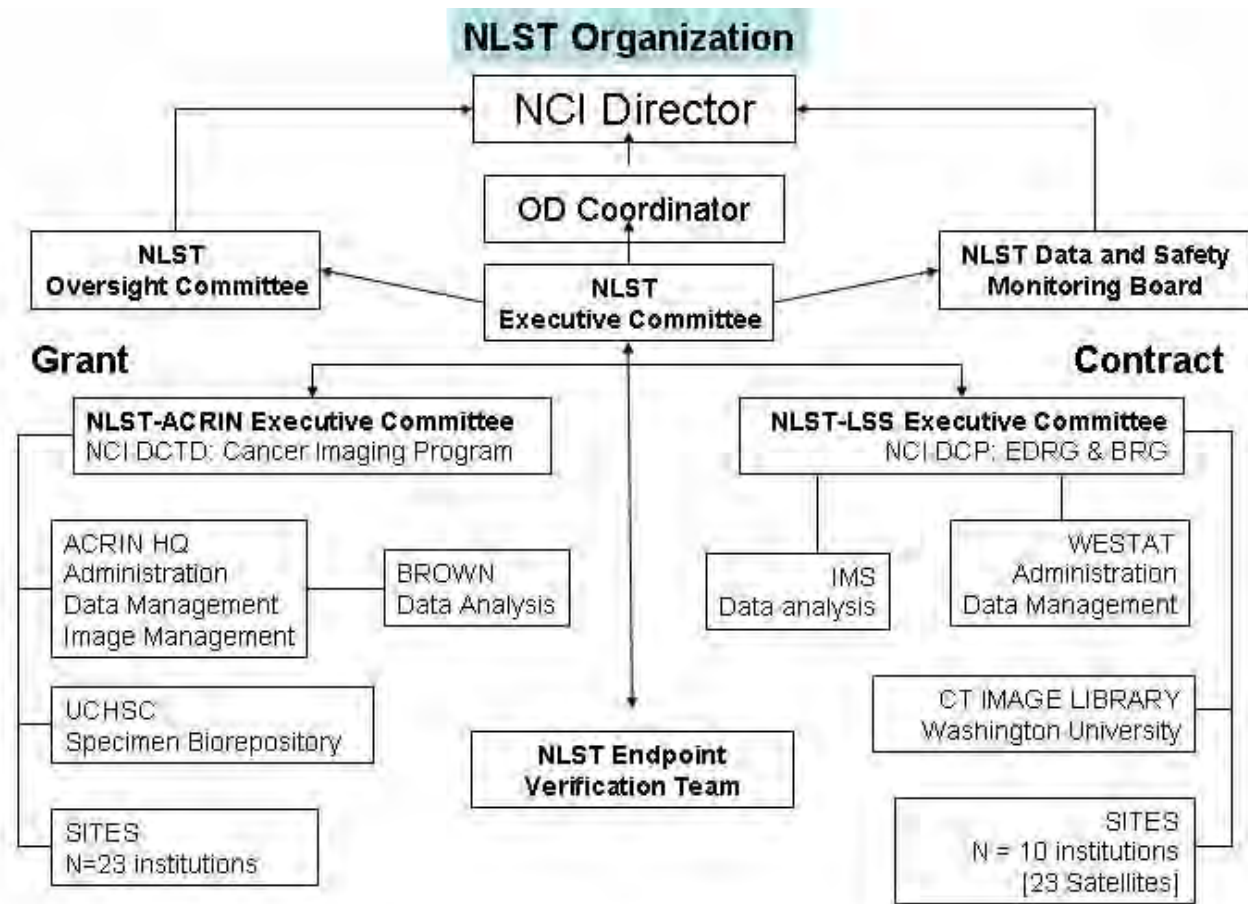 NLST Organization
NCI Director
OD Coordinator
NLST
Oversight Committee
NLST
Executive Committee
NLST Data and Safety
Monitoring Board
Grant
Contract
NLST-ACRIN Executive Committee
NCI DCTD: Cancer Imaging Program
NLST-LSS Executive Committee
NCI DCP: EDRG & BRG
ACRIN HQ
Administration
Data Management
Image Management
BROWN
Data Analysis
IMS
Data analysis
WESTAT
Administration
Data Management
UCHSC
Specimen Biorepository
CT IMAGE LIBRARY
Washington University
NLST Endpoint
Verification Team
SITES
N=23 institutions
SITES
N = 10 institutions
[23 Satellites]